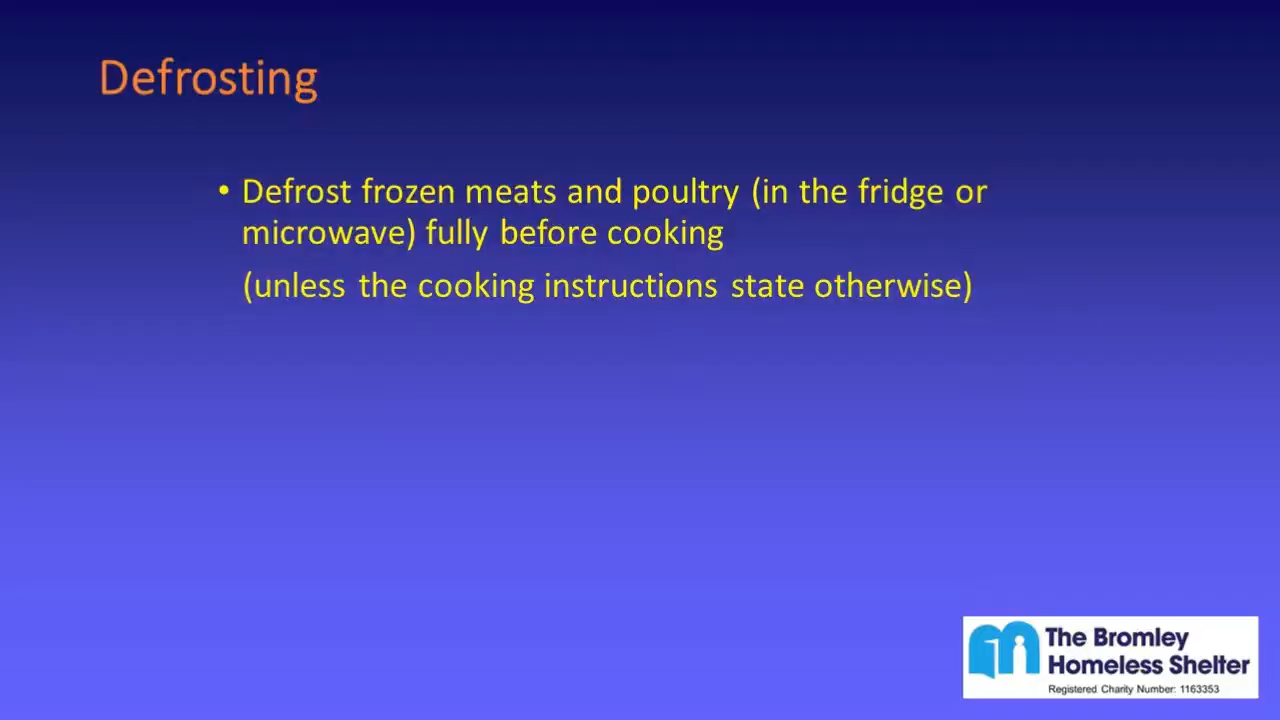 Defrosting
• Defrost frozen meats and poultry (in the fridge or
microwave) fully before cooking
(unless the cooking instructions state otherwise)
The Bromley
Homeless Shelter
Registered Charity Number: 1163353